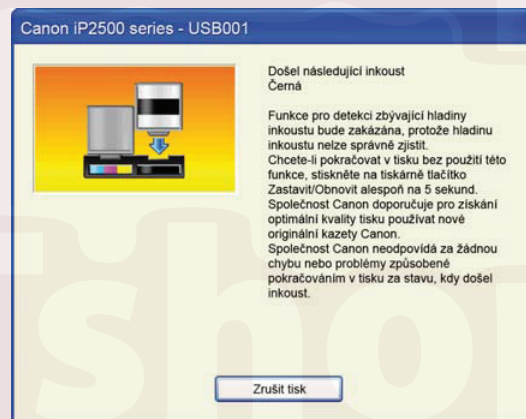 Canon iP2500 series - USB001
Došel následující inkoust
Černá
Funkce pro detekci zbývající hladiny
inkoustu bude zakázána, protože hladinu
inkoustu nelze správně zjistit.
Chcete-li pokračovat v tisku bez použití této
funkce, stiskněte na tiskárně tlačítko
Zastavit/Obnovit alespoň na 5 sekund.
Společnost Canon doporučuje pro získání
optimální kvality tisku používat nové
originální kazety Canon.
Společnost Canon neodpovídá za žádnou
chybu nebo problémy způsobené
pokračováním v tisku za stavu, kdy došel
inkoust.
Zrušit tisk